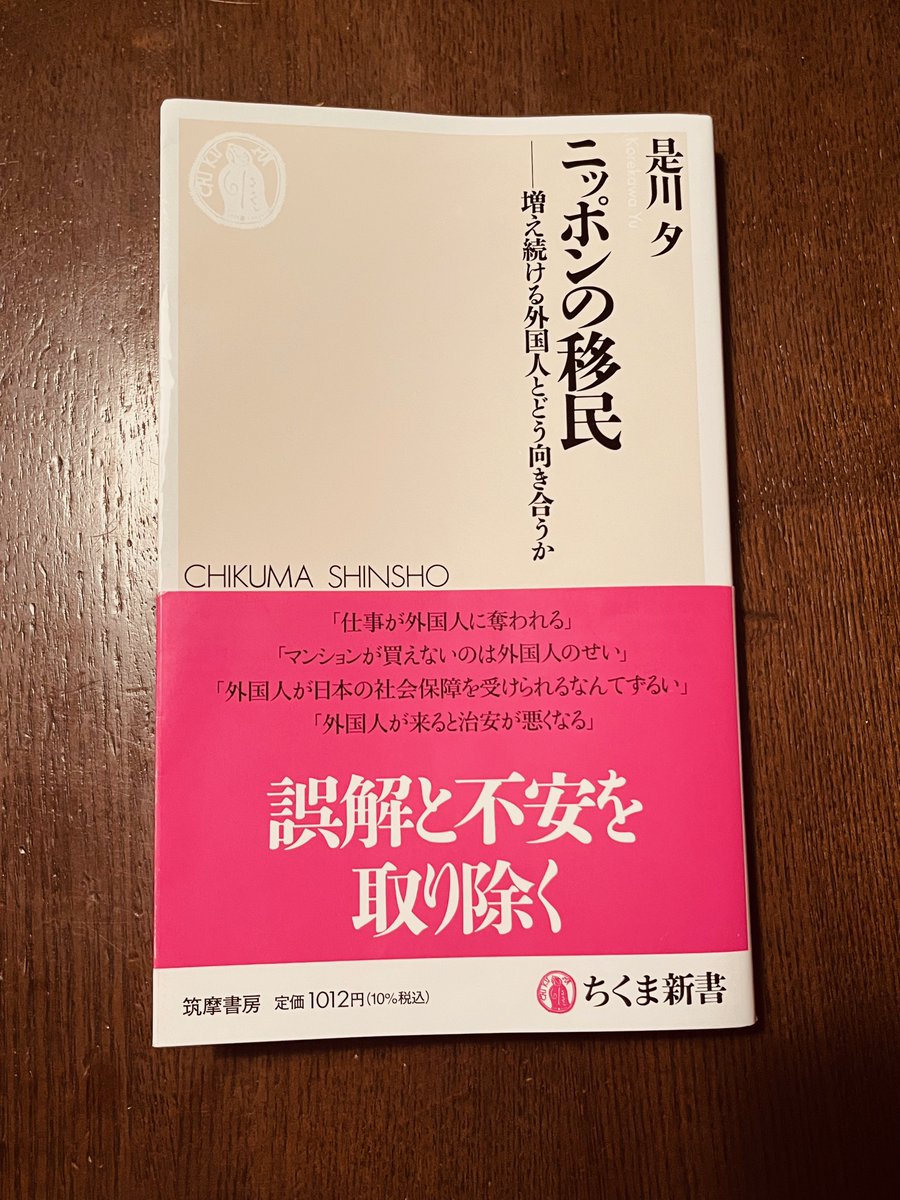 是川 夕
Korekawa Yu
ニッポンの移民
──増え続ける外国人とどう向き合うか
CHIKUMA
CHIKUMA SHINSHO
「仕事が外国人に奪われる」
「マンションが買えないのは外国人のせい」
「外国人が日本の社会保障を受けられるなんてずるい」
「外国人が来ると治安が悪くなる」
誤解と不安を
取り除く
筑摩書房 定価1012円(10%税込)
ちくま新書